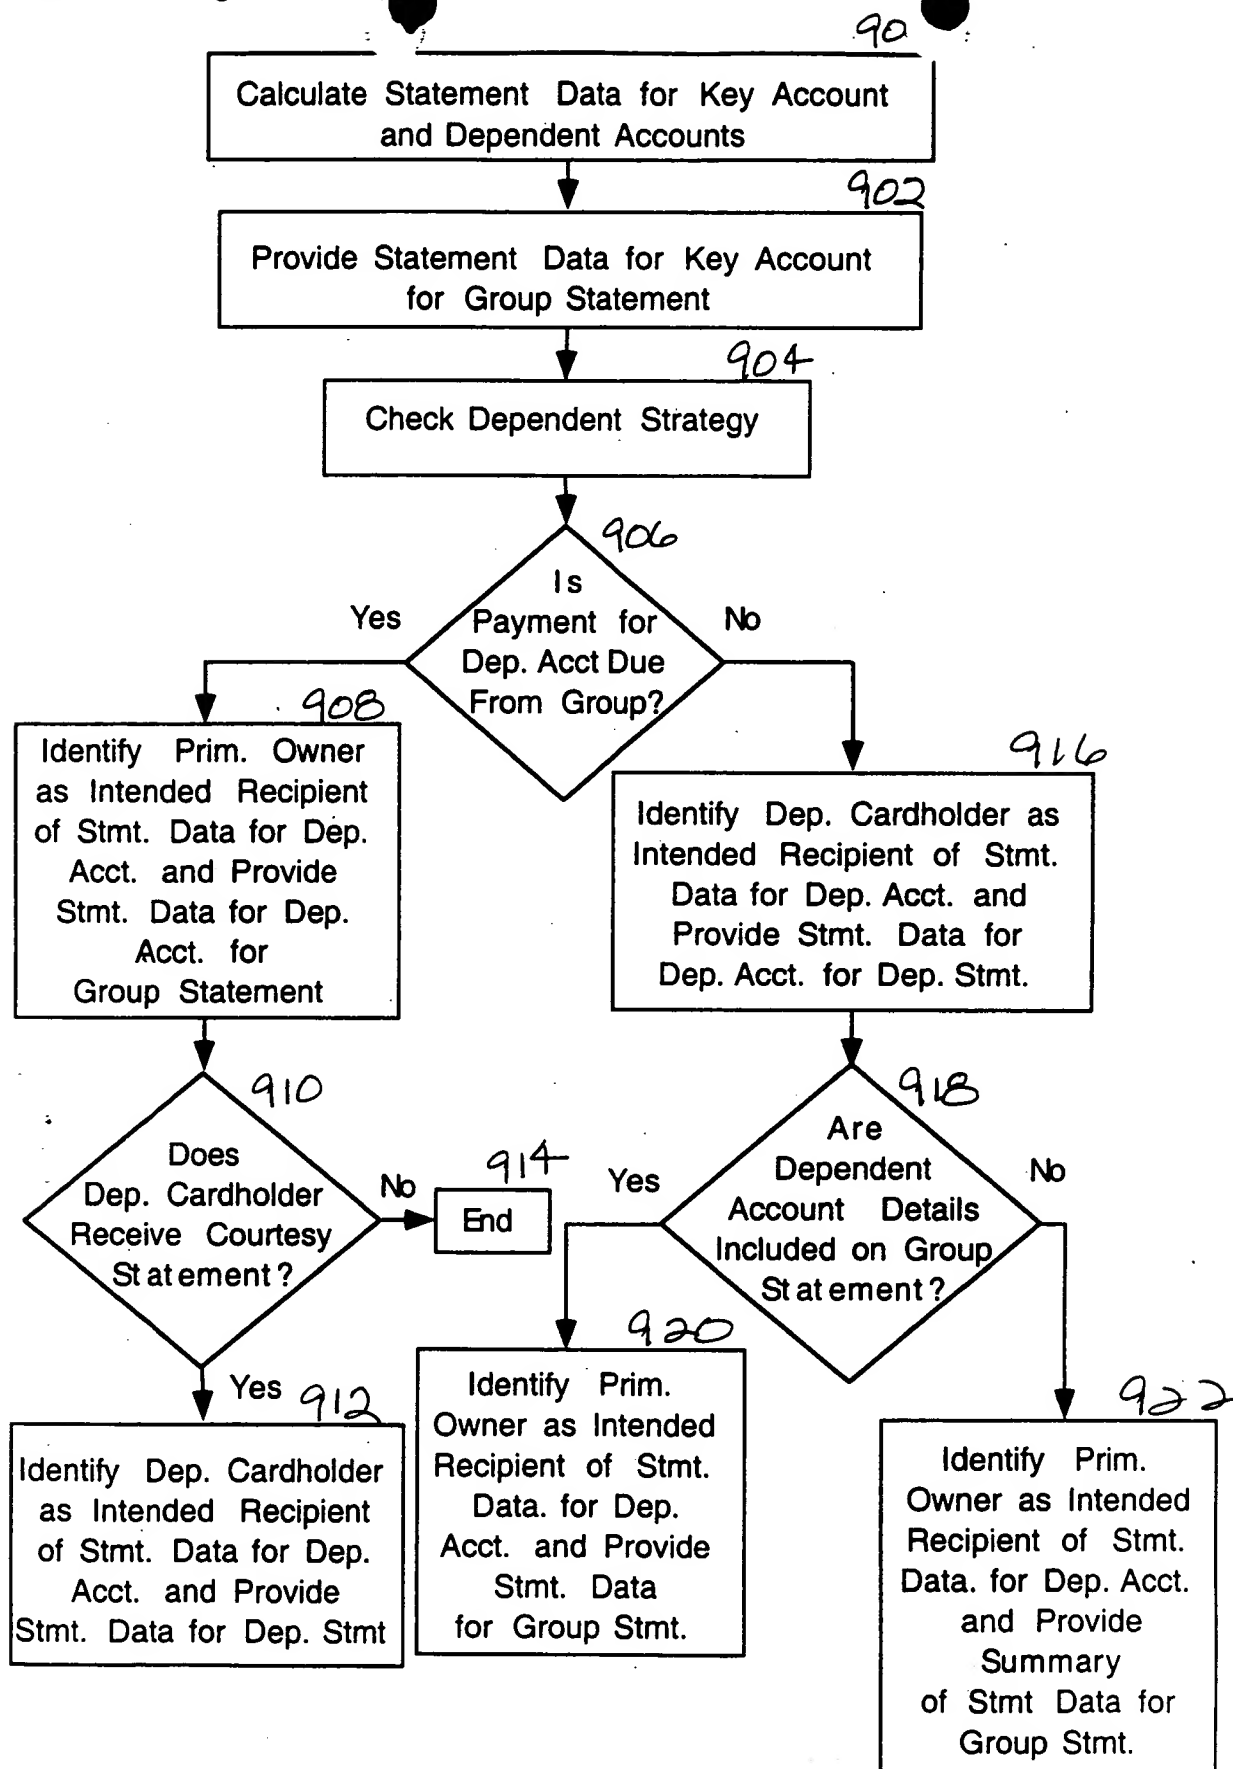 90
Calculate Statement Data for Key Account
and Dependent Accounts
902
Provide Statement Data for Key Account
for Group Statement
904
Check Dependent Strategy
906
Is
Payment for
Dep. Acct Due
From Group?
Yes
No
908
Identify Prim. Owner
as Intended Recipient
of Stmt. Data for Dep.
Acct. and Provide
Stmt. Data for Dep.
Acct. for
Group Statement
916
Identify Dep. Cardholder as
Intended Recipient of Stmt.
Data for Dep. Acct. and
Provide Stmt. Data for
Dep. Acct. for Dep. Stmt.
910
Does
Dep. Cardholder
Receive Courtesy
Statement?
No
914
End
Yes
912
Identify Dep. Cardholder
as Intended Recipient
of Stmt. Data for Dep.
Acct. and Provide
Stmt. Data for Dep. Stmt
918
Are
Dependent
Account Details
Included on Group
Statement?
Yes
No
920
Identify Prim.
Owner as Intended
Recipient of Stmt.
Data. for Dep.
Acct. and Provide
Stmt. Data
for Group Stmt.
922
Identify Prim.
Owner as Intended
Recipient of Stmt.
Data. for Dep. Acct.
and Provide
Summary
of Stmt Data for
Group Stmt.